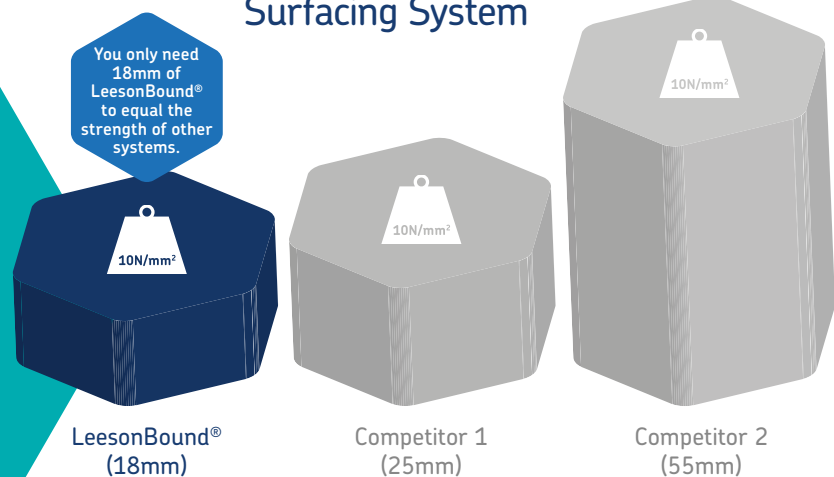 Surfacing System
You only need
18mm of
LeesonBound®
to equal the
strength of other
systems.
10N/mm²
10N/mm²
10N/mm²
LeesonBound®
(18mm)
Competitor 1
(25mm)
Competitor 2
(55mm)